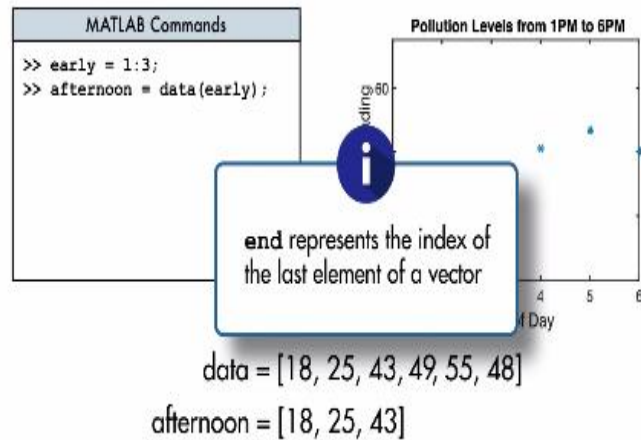 MATLAB Commands
>> early = 1:3;
>> afternoon = data(early);
Pollution Levels from 1PM to 6PM
60
end represents the index of
the last element of a vector
4 5 6
Day
data = [18, 25, 43, 49, 55, 48]
afternoon = [18, 25, 43]